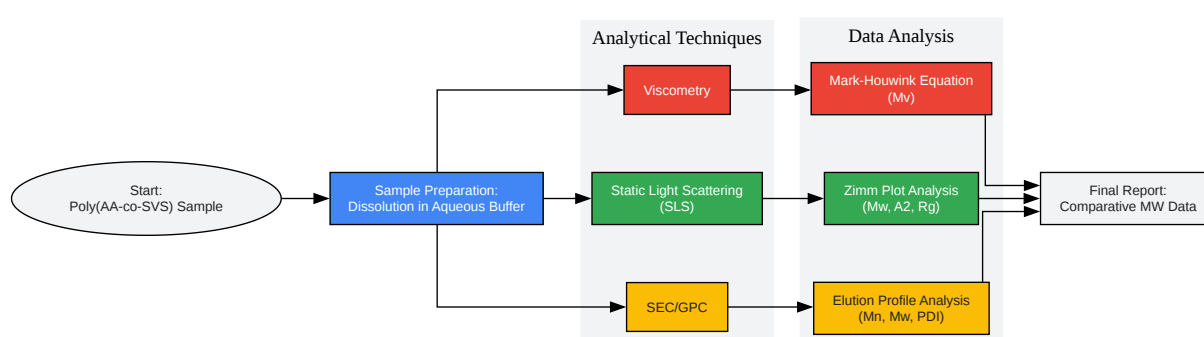 Analytical Techniques
Data Analysis
Viscometry
Mark-Houwink Equation
(Mv)
Start:
Poly(AA-co-SVS) Sample
Sample Preparation:
Dissolution in Aqueous Buffer
Static Light Scattering
(SLS)
Zimm Plot Analysis
(Mw, A2, Rg)
Final Report:
Comparative MW Data
SEC/GPC
Elution Profile Analysis
(Mn, Mw, PDI)